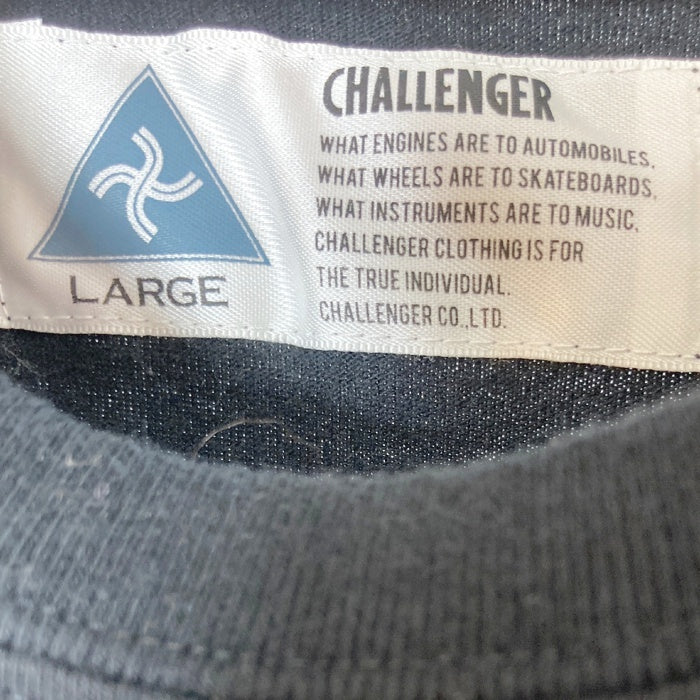 CHALLENGER
WHAT ENGINES ARE TO AUTOMOBILES.
WHAT WHEELS ARE TO SKATEBOARDS.
WHAT INSTRUMENTS ARE TO MUSIC.
CHALLENGER CLOTHING IS FOR
THE TRUE INDIVIDUAL.
CHALLENGER CO.,LTD.
LARGE